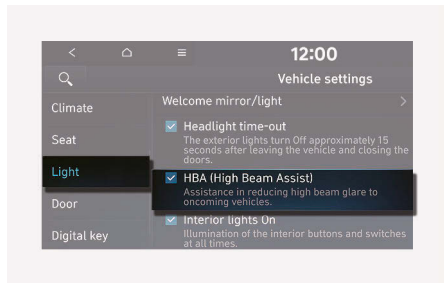 12:00
Vehicle settings
Climate
Seat
Light
Door
Digital key
Welcome mirror/light
Headlight time-out
The exterior lights turn Off approximately 15
seconds after leaving the vehicle and closing the
doors.
HBA (High Beam Assist)
Assistance in reducing high beam glare to
oncoming vehicles.
Interior lights On
Illumination of the interior buttons and switches
at all times.